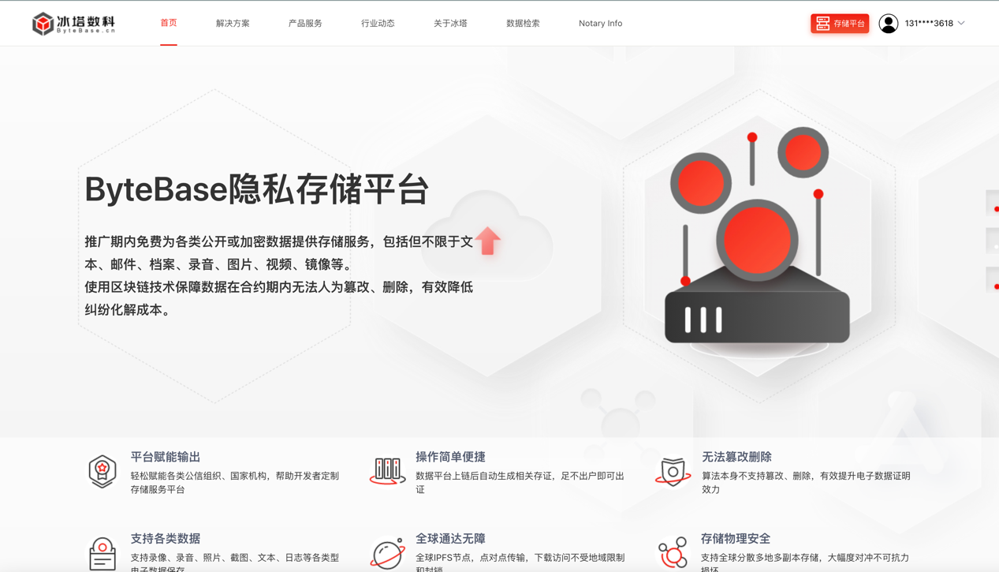 冰塔数科
ByteBase.cn
首页
解决方案
产品服务
行业动态
关于冰塔
数据检索
Notary Info
存储平台
131****3618
ByteBase隐私存储平台
推广期内免费为各类公开或加密数据提供存储服务，包括但不限于文
本、邮件、档案、录音、图片、视频、镜像等。
使用区块链技术保障数据在合约期内无法人为篡改、删除，有效降低
纠纷化解成本。
平台赋能输出
轻松赋能各类公信组织、国家机构，帮助开发者定制
存储服务平台
操作简单便捷
数据平台上链后自动生成相关存证，足不出户即可出
证
无法篡改删除
算法本身不支持篡改、删除，有效提升电子数据证明
效力
支持各类数据
支持录像、录音、照片、截图、文本、日志等各类型
电子数据保存
全球通达无障
全球IPFS节点，点对点传输，下载访问不受地域限制
和封锁
存储物理安全
支持全球分散多地多副本存储，大幅度对冲不可抗力
损坏